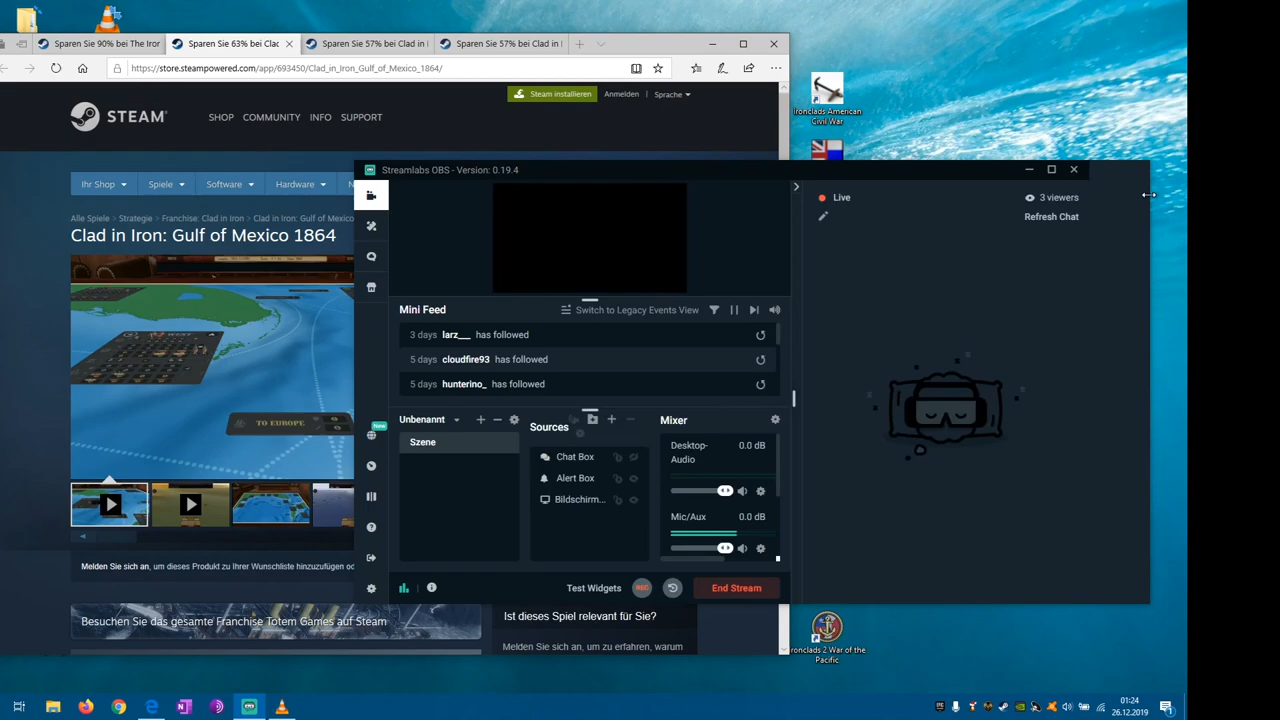 Sparen Sie 90% bei The Iron
Sparen Sie 63% bei Clac
Sparen Sie 57% bei Clad in I
Sparen Sie 57% bei Clad in
https://store.steampowered.com/app/693450/Clad_in_Iron_Gulf_of_Mexico_1864/
Steam installieren
Anmelden
Sprache
STEAM
SHOP
COMMUNITY
INFO
SUPPORT
Ihr Shop
Spiele
Software
Hardware
Alle Spiele > Strategie > Franchise: Clad in Iron > Clad in Iron: Gulf of Mexico
Clad in Iron: Gulf of Mexico 1864
TO EUROPE
Melden Sie sich an, um dieses Produkt zu Ihrer Wunschliste hinzuzufügen od
Besuchen Sie das gesamte Franchise Totem Games auf Steam
Ist dieses Spiel relevant für Sie?
Melden Sie sich an, um zu erfahren, warum
Ironclads American
Civil War
Streamlabs OBS - Version: 0.19.4
Live
3 viewers
Refresh Chat
Mini Feed
Switch to Legacy Events View
3 days larz___ has followed
5 days cloudfire93 has followed
5 days hunterino_ has followed
Unbenannt
Szene
New
Sources
Chat Box
Alert Box
Bildschirm...
Mixer
Desktop-
Audio
0.0 dB
Mic/Aux
0.0 dB
Test Widgets
REC
End Stream
ronclads 2 War of the
Pacific
01:24
26.12.2019
1